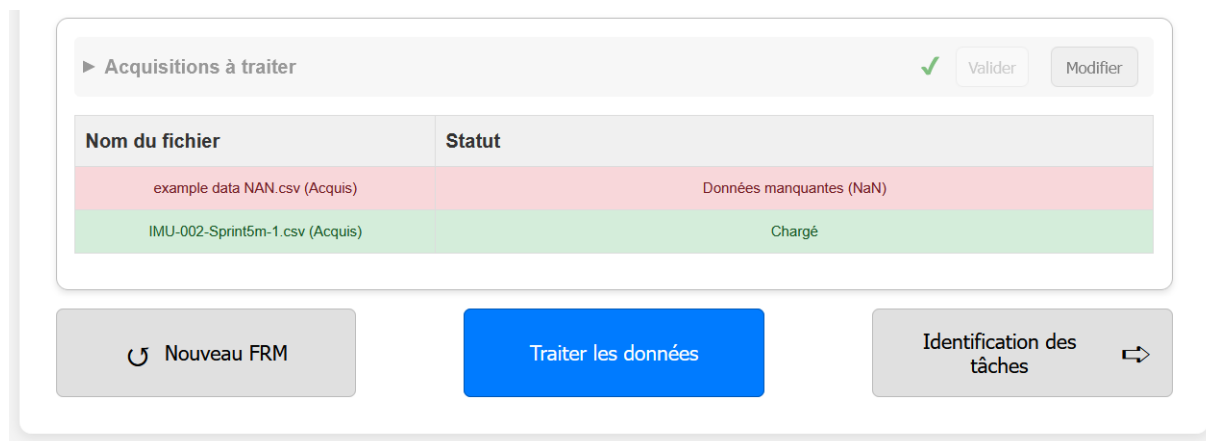 Acquisitions à traiter
Valider
Modifier
Nom du fichier
Statut
example data NAN.csv (Acquis)
Données manquantes (NaN)
IMU-002-Sprint5m-1.csv (Acquis)
Chargé
Nouveau FRM
Traiter les données
Identification des
tâches